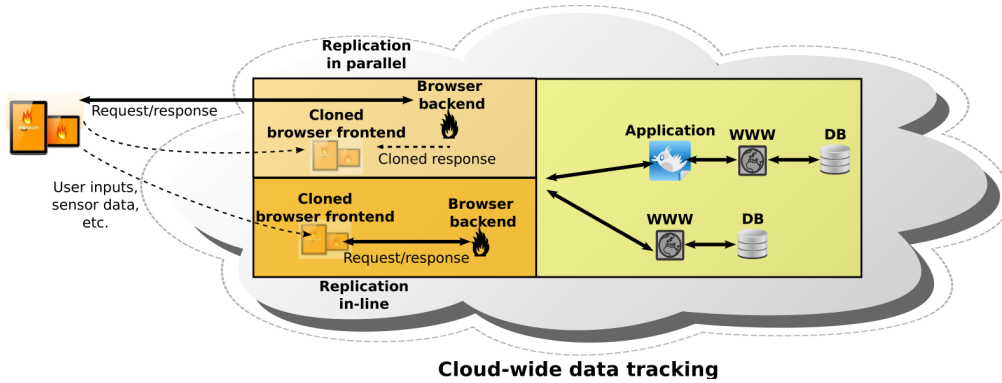 Replication
in parallel
Request/response
Browser
backend
Cloned
browser frontend
Cloned response
Application
WWW
DB
User inputs,
sensor data,
etc.
Cloned
browser frontend
Browser
backend
Request/response
WWW
DB
Replication
in-line
Cloud-wide data tracking